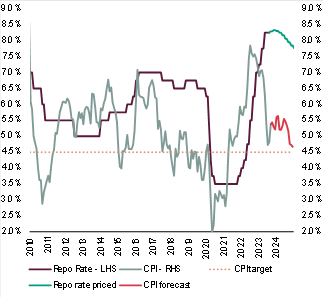 9.0 % 9.0 %
8.5 % 8.5 %
8.0 % 8.0 %
7.5 % 7.5 %
7.0 % 7.0 %
6.5 % 6.5 %
6.0 % 6.0 %
5.5 % 5.5 %
5.0 % 5.0 %
4.5 % 4.5 %
4.0 % 4.0 %
3.5 % 3.5 %
3.0 % 3.0 %
2.5 % 2.5 %
2.0 % 2.0 %
2010 2011 2012 2013 2014 2015 2016 2017 2018 2019 2020 2021 2022 2023 2024
Repo Rate - LHS CPI - RHS CPI target
Repo rate priced CPI forecast